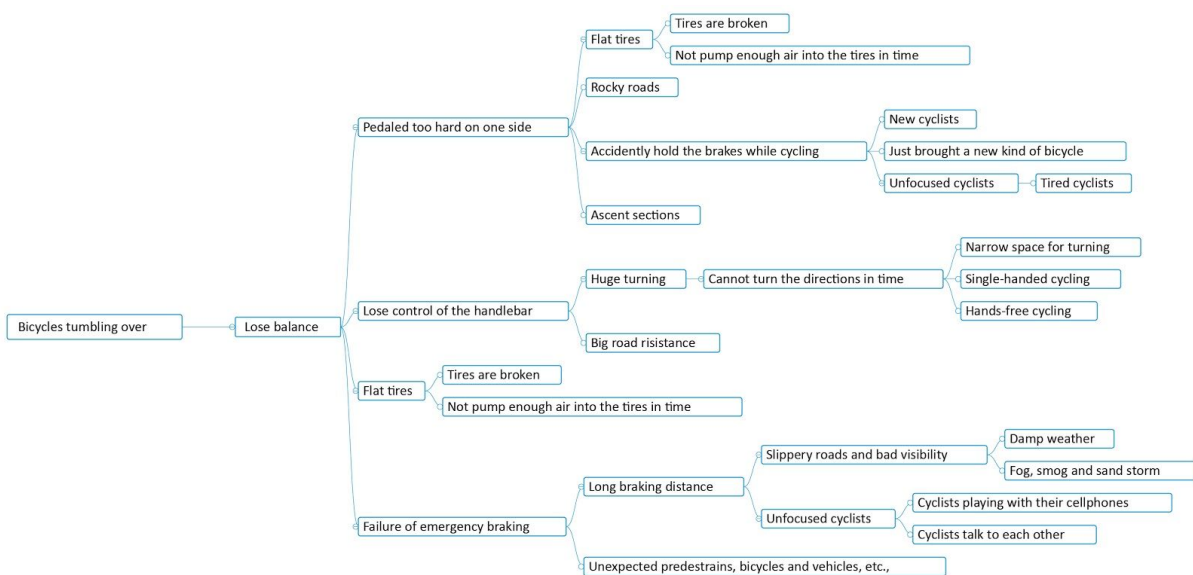 Bicycles tumbling over
Lose balance
Pedaled too hard on one side
Flat tires
Tires are broken
Not pump enough air into the tires in time
Rocky roads
Accidently hold the brakes while cycling
New cyclists
Just brought a new kind of bicycle
Unfocused cyclists
Tired cyclists
Ascent sections
Lose control of the handlebar
Huge turning
Cannot turn the directions in time
Narrow space for turning
Single-handed cycling
Hands-free cycling
Big road risistance
Flat tires
Tires are broken
Not pump enough air into the tires in time
Failure of emergency braking
Long braking distance
Slippery roads and bad visibility
Damp weather
Fog, smog and sand storm
Unfocused cyclists
Cyclists playing with their cellphones
Cyclists talk to each other
Unexpected predestrains, bicycles and vehicles, etc.,